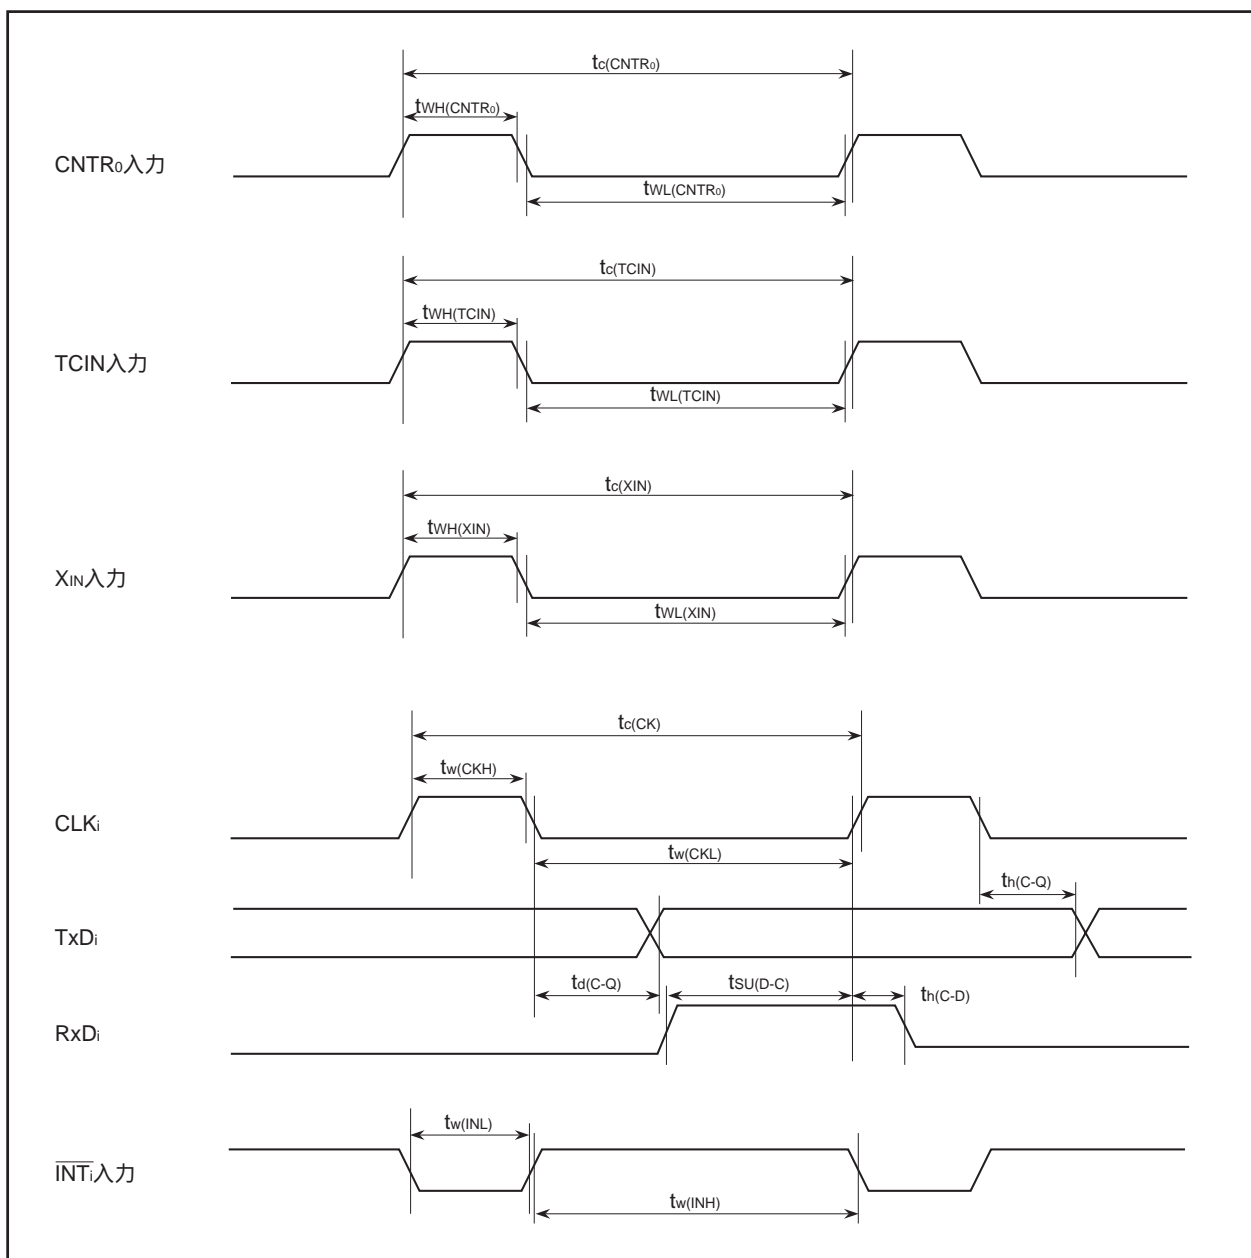 tc(CNTR0)
tWH(CNTR0)
CNTR0入力
tWL(CNTR0)
tc(TCIN)
tWH(TCIN)
TCIN入力
tWL(TCIN)
tc(XIN)
tWH(XIN)
XIN入力
tWL(XIN)
tc(CK)
tw(CKH)
CLKi
tw(CKL)
th(C-Q)
TxDi
td(C-Q)
tSU(D-C)
th(C-D)
RxDi
tw(INL)
INTi入力
tw(INH)